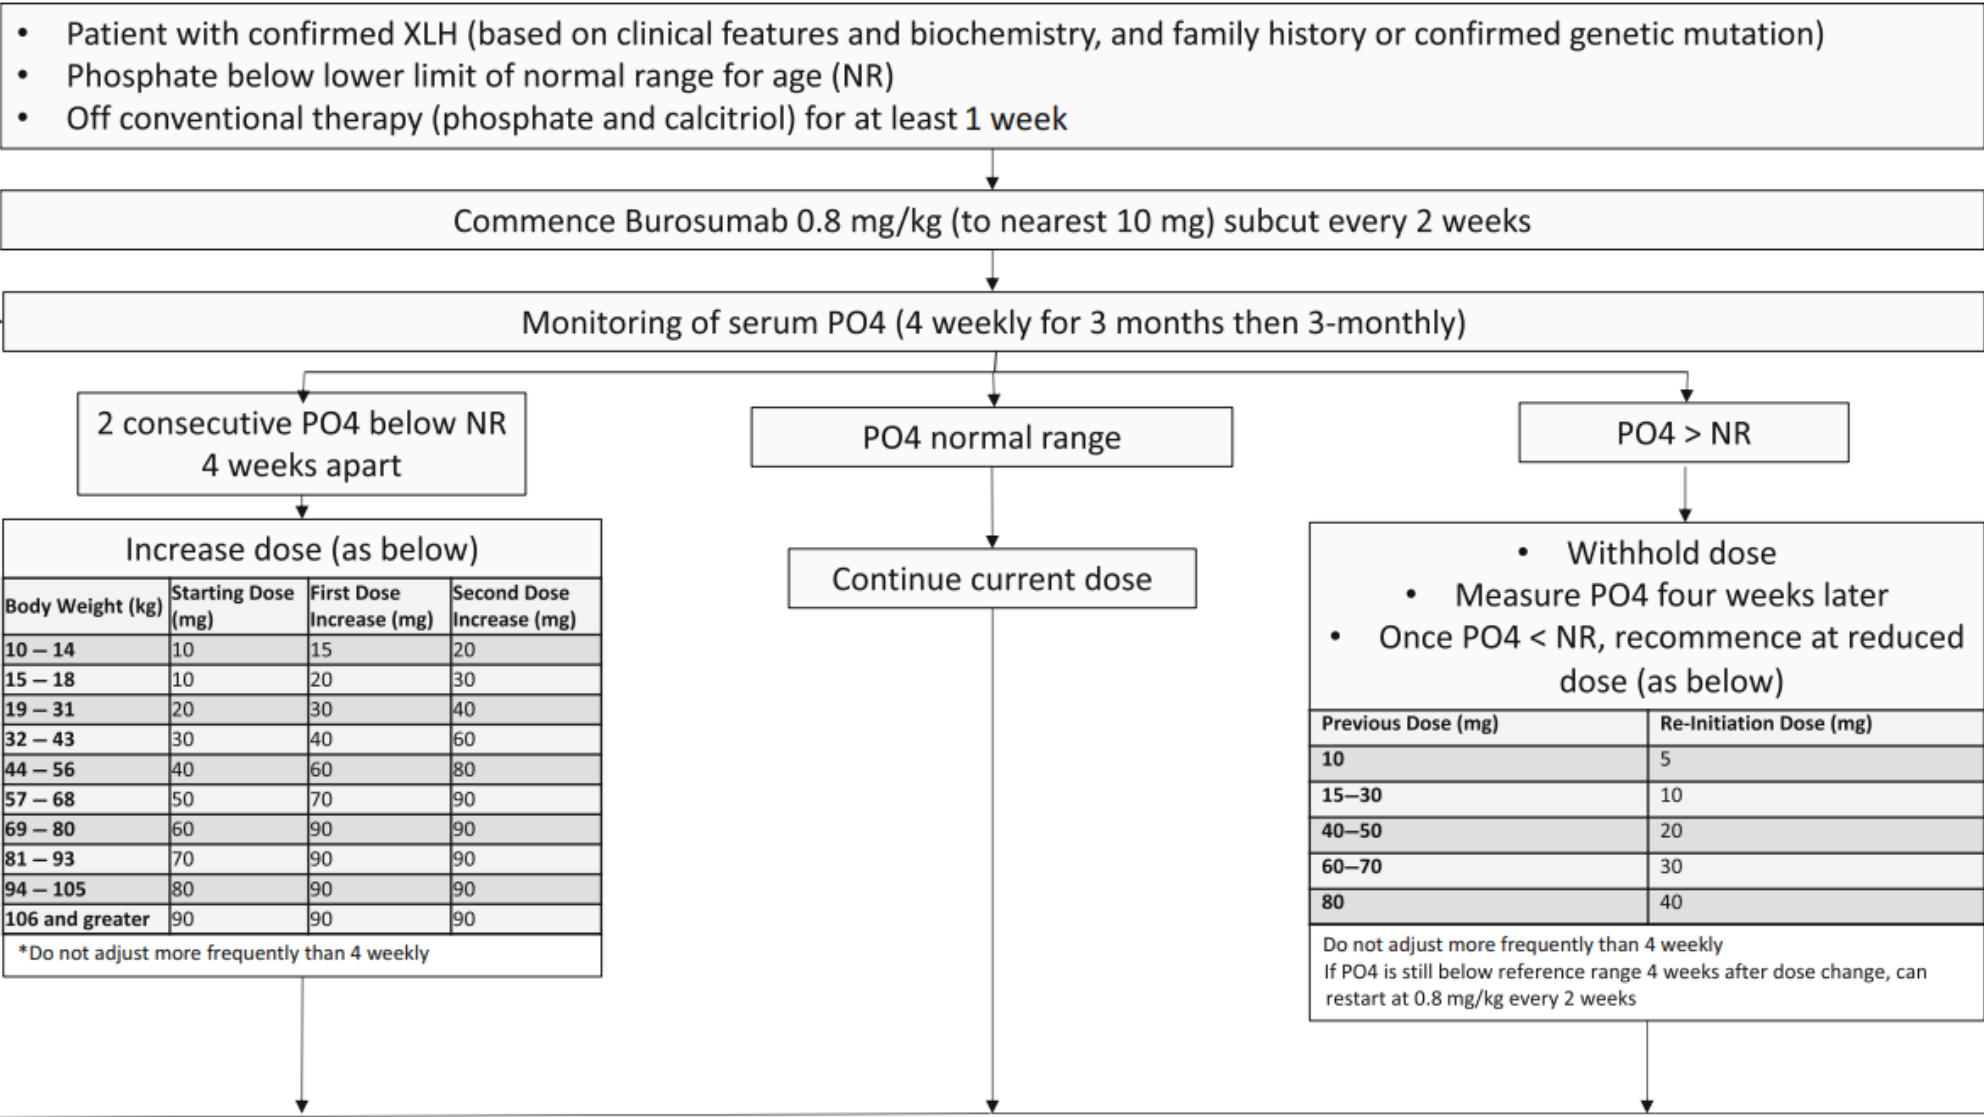 • Patient with confirmed XLH (based on clinical features and biochemistry, and family history or confirmed genetic mutation)
• Phosphate below lower limit of normal range for age (NR)
• Off conventional therapy (phosphate and calcitriol) for at least 1 week
Commence Burosumab 0.8 mg/kg (to nearest 10 mg) subcut every 2 weeks
Monitoring of serum PO4 (4 weekly for 3 months then 3-monthly)
2 consecutive PO4 below NR
4 weeks apart
Increase dose (as below)
Body Weight (kg) Starting Dose (mg) First Dose Increase (mg) Second Dose Increase (mg)
10 – 14 10 15 20
15 – 18 10 20 30
19 – 31 20 30 40
32 – 43 30 40 60
44 – 56 40 60 80
57 – 68 50 70 90
69 – 80 60 90 90
81 – 93 70 90 90
94 – 105 80 90 90
106 and greater 90 90 90
*Do not adjust more frequently than 4 weekly
PO4 normal range
Continue current dose
PO4 > NR
• Withhold dose
• Measure PO4 four weeks later
• Once PO4 < NR, recommence at reduced
dose (as below)
Previous Dose (mg) Re-Initiation Dose (mg)
10 5
15–30 10
40–50 20
60–70 30
80 40
Do not adjust more frequently than 4 weekly
If PO4 is still below reference range 4 weeks after dose change, can
restart at 0.8 mg/kg every 2 weeks